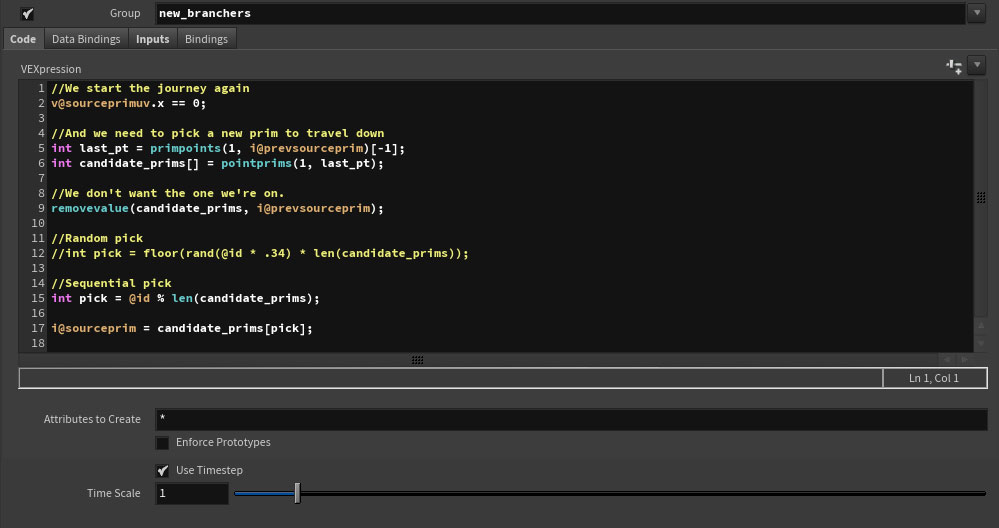 Group new_branchers
Code Data Bindings Inputs Bindings
VEXpression
1 //We start the journey again
2 v@sourceprimuv.x == 0;
3
4 //And we need to pick a new prim to travel down
5 int last_pt = primpoints(1, i@prevsourceprim)[-1];
6 int candidate_prims[] = pointprims(1, last_pt);
7
8 //We don't want the one we're on.
9 removevalue(candidate_prims, i@prevsourceprim);
10
11 //Random pick
12 //int pick = floor(rand(@id * .34) * len(candidate_prims));
13
14 //Sequential pick
15 int pick = @id % len(candidate_prims);
16
17 i@sourceprim = candidate_prims[pick];
18
Ln 1, Col 1
Attributes to Create *
Enforce Prototypes
Use Timestep
Time Scale 1